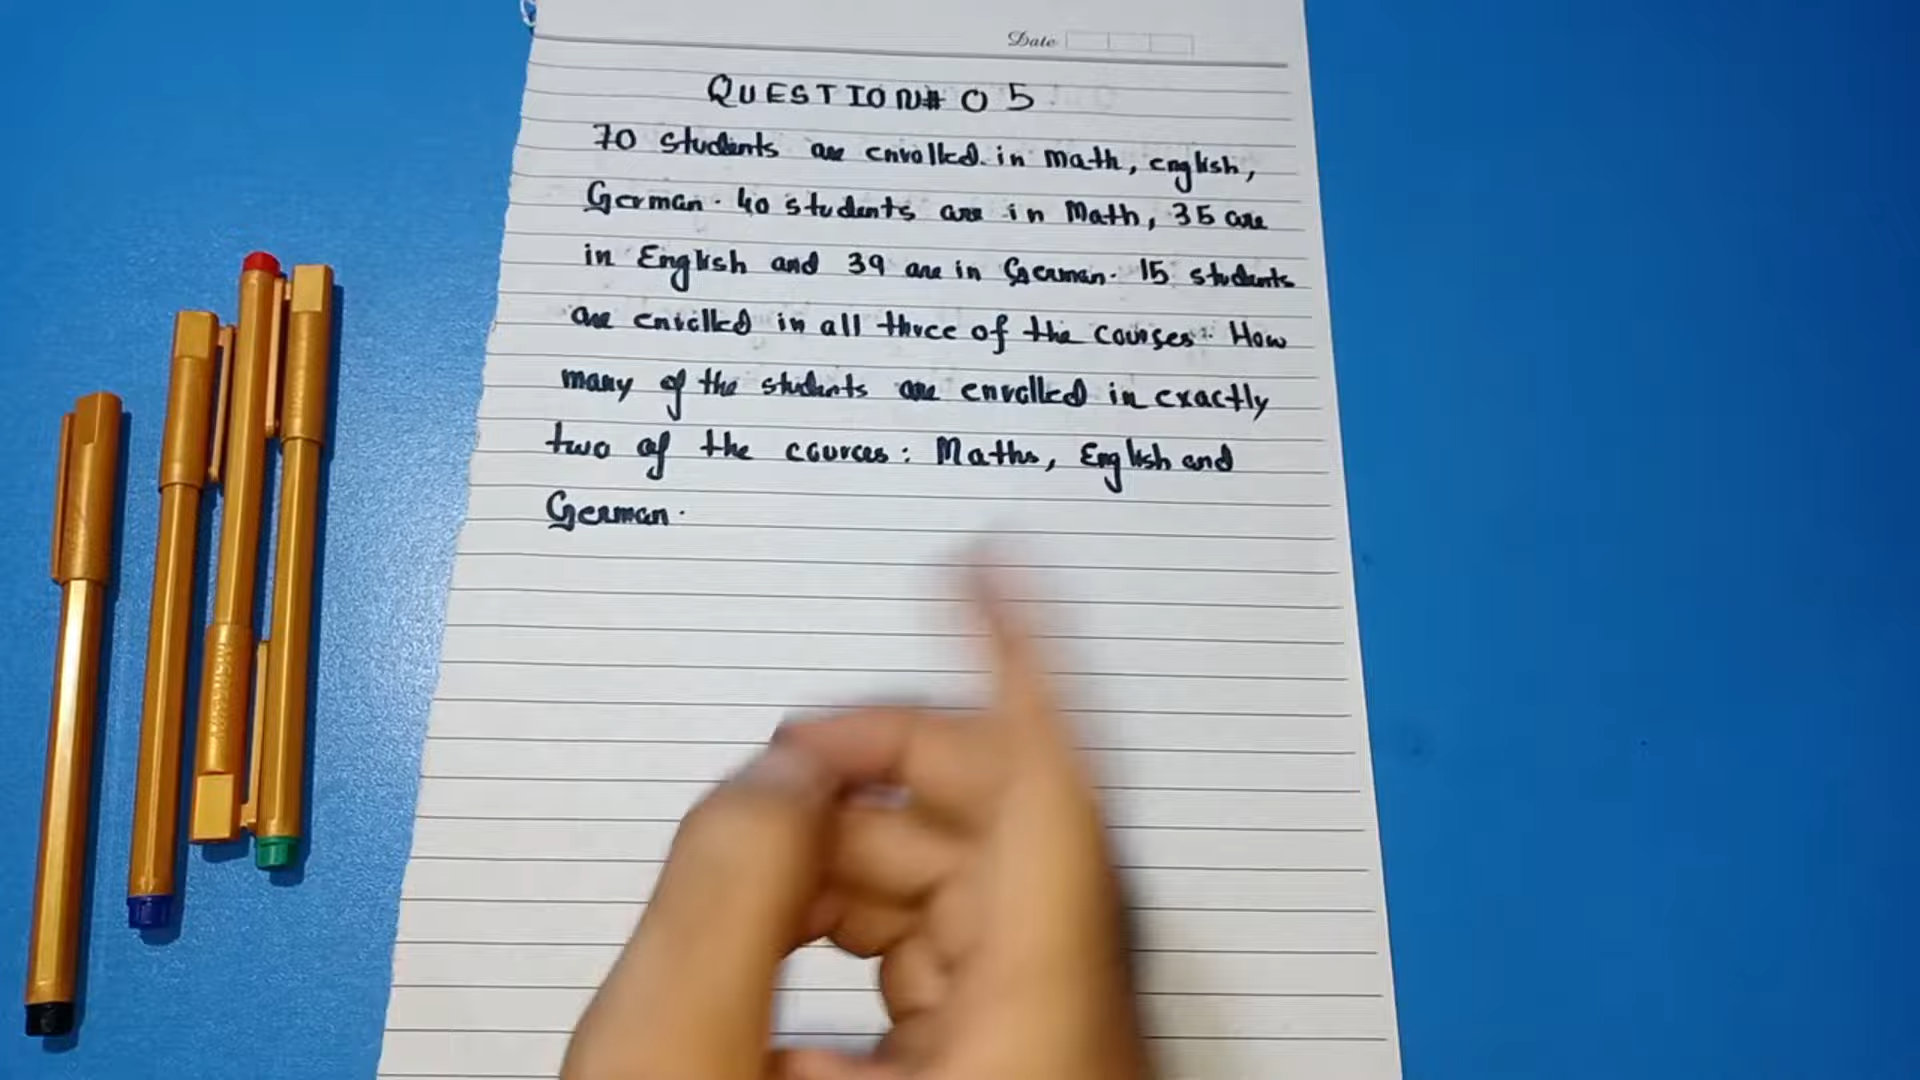 Date
QUESTION# 05
70 students are enrolled in math, english,
German. 40 students are in Math, 35 are
in English and 39 are in German. 15 students
are enrolled in all three of the courses. How
many of the students are enrolled in exactly
two of the cources: Maths, English and
German.